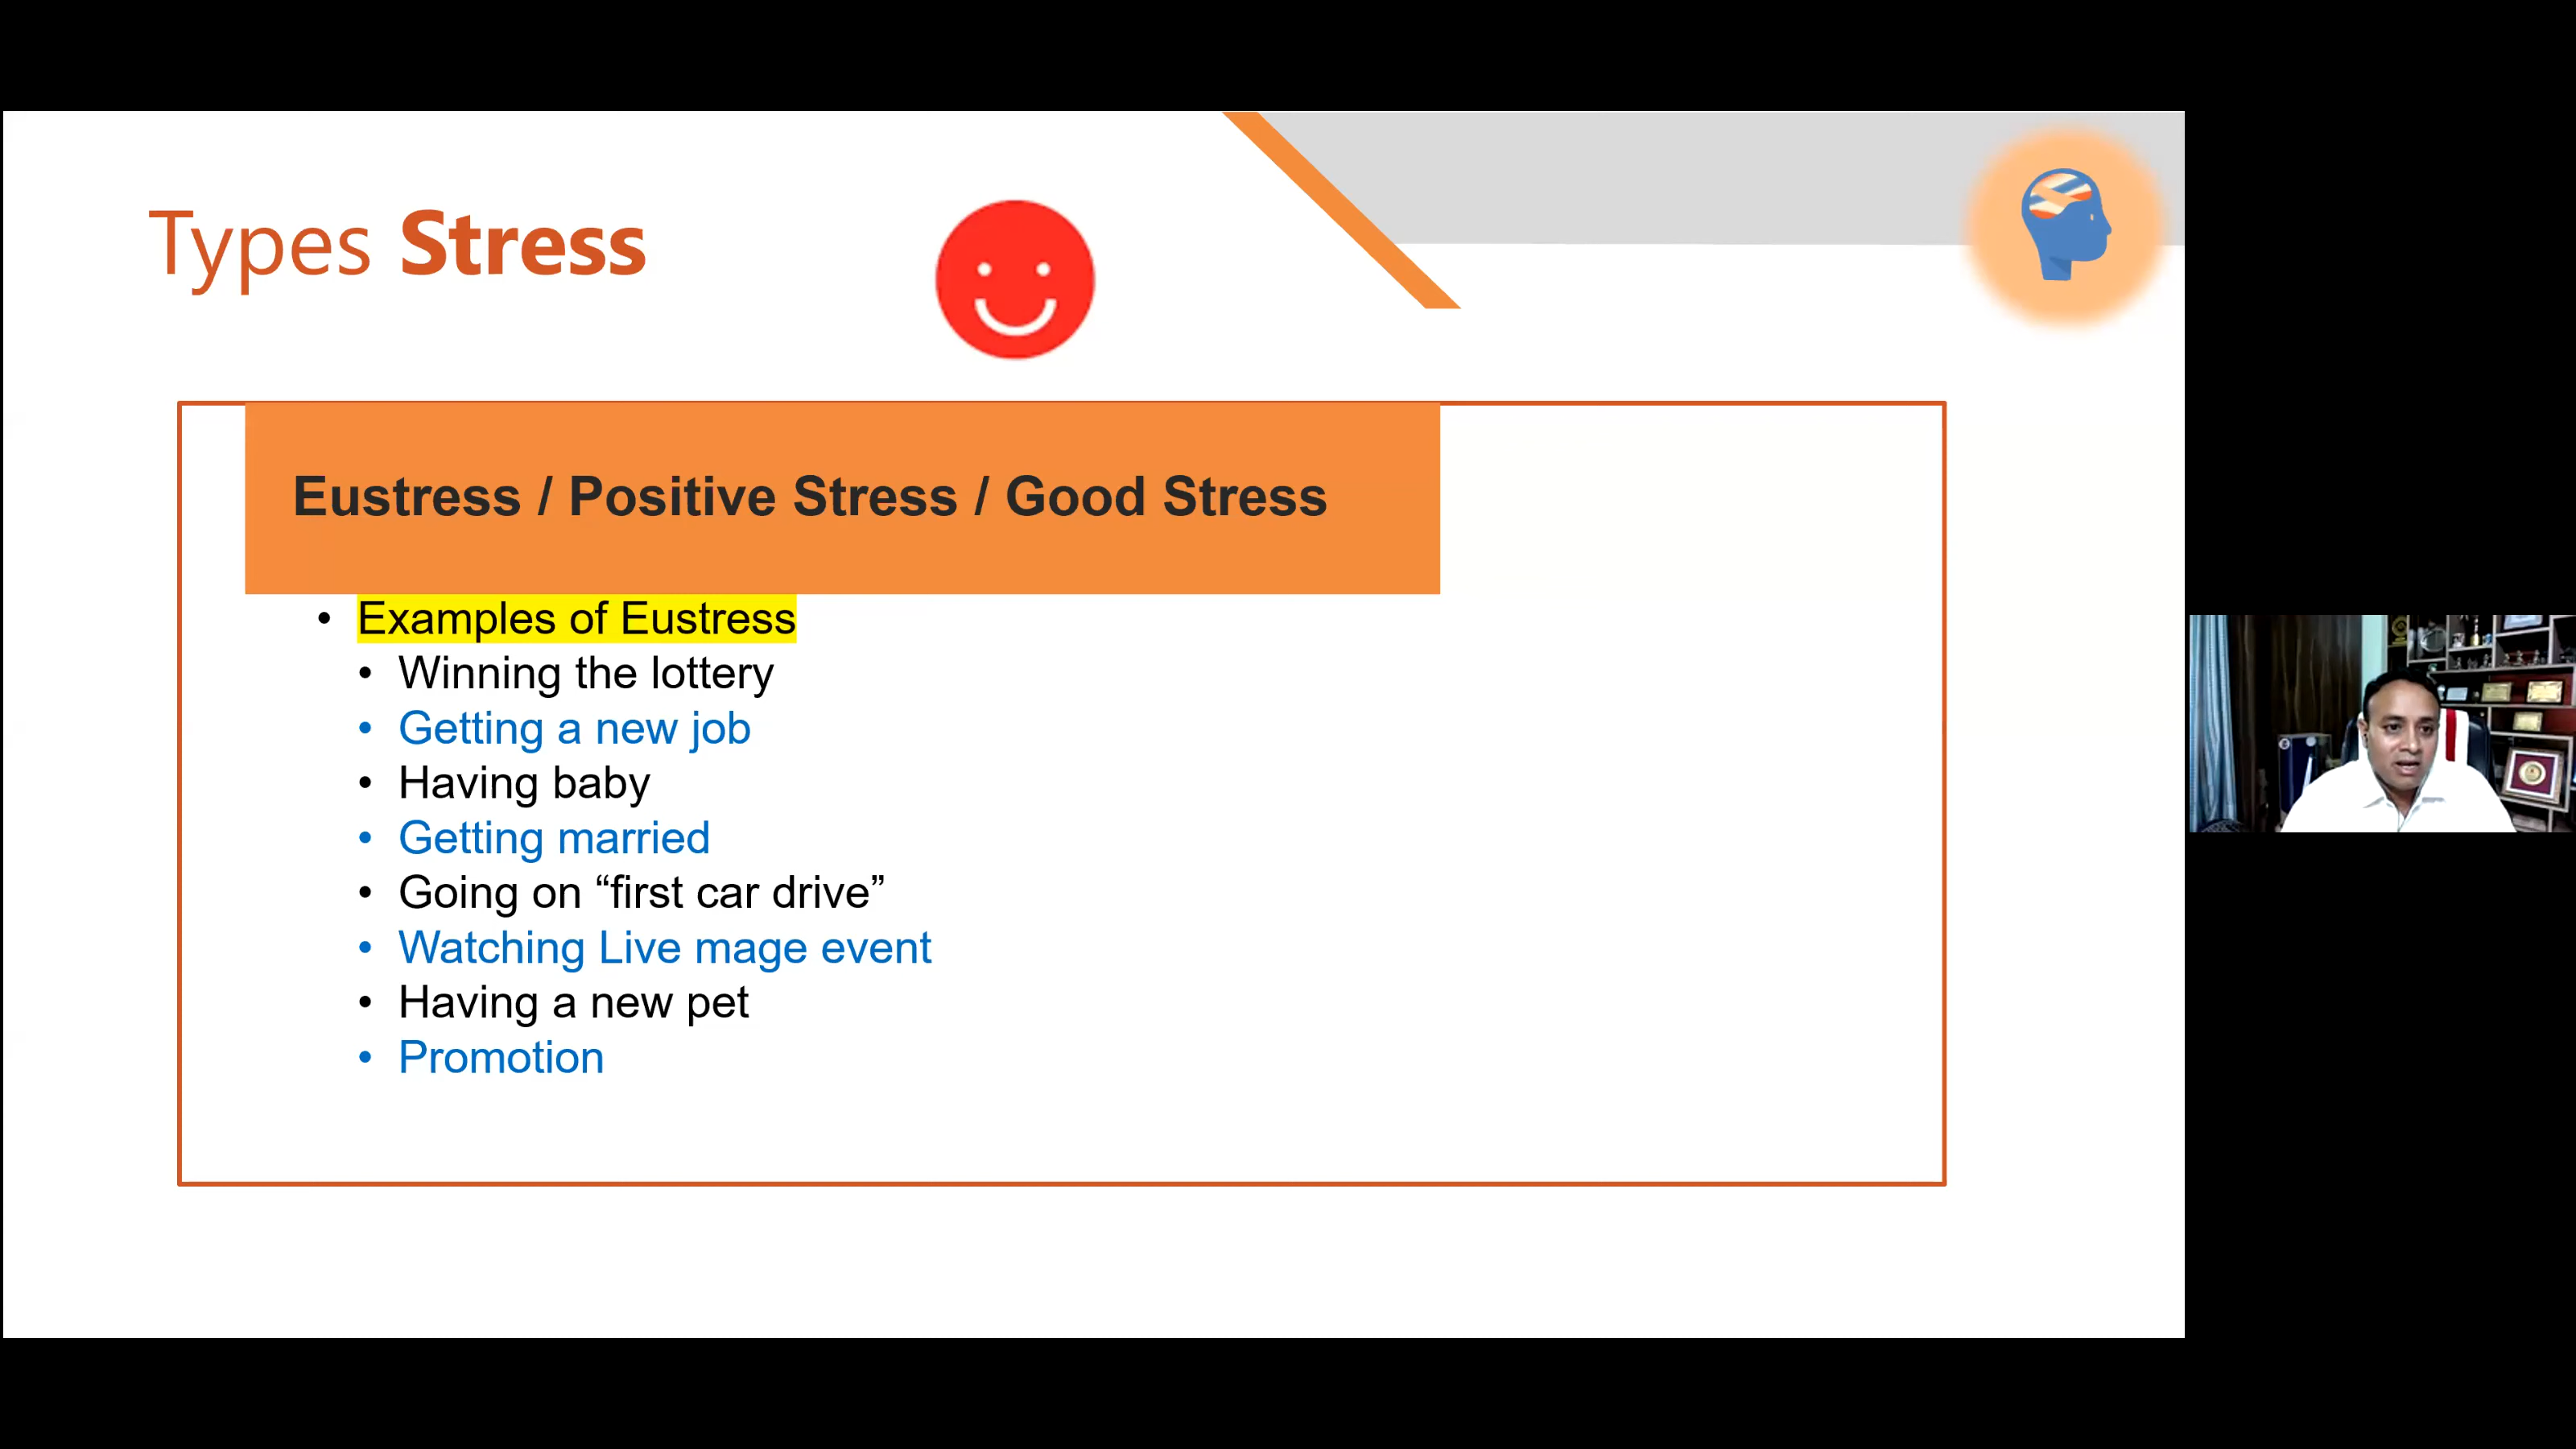 Types Stress
Eustress / Positive Stress / Good Stress
• Examples of Eustress
• Winning the lottery
• Getting a new job
• Having baby
• Getting married
• Going on “first car drive”
• Watching Live mage event
• Having a new pet
• Promotion